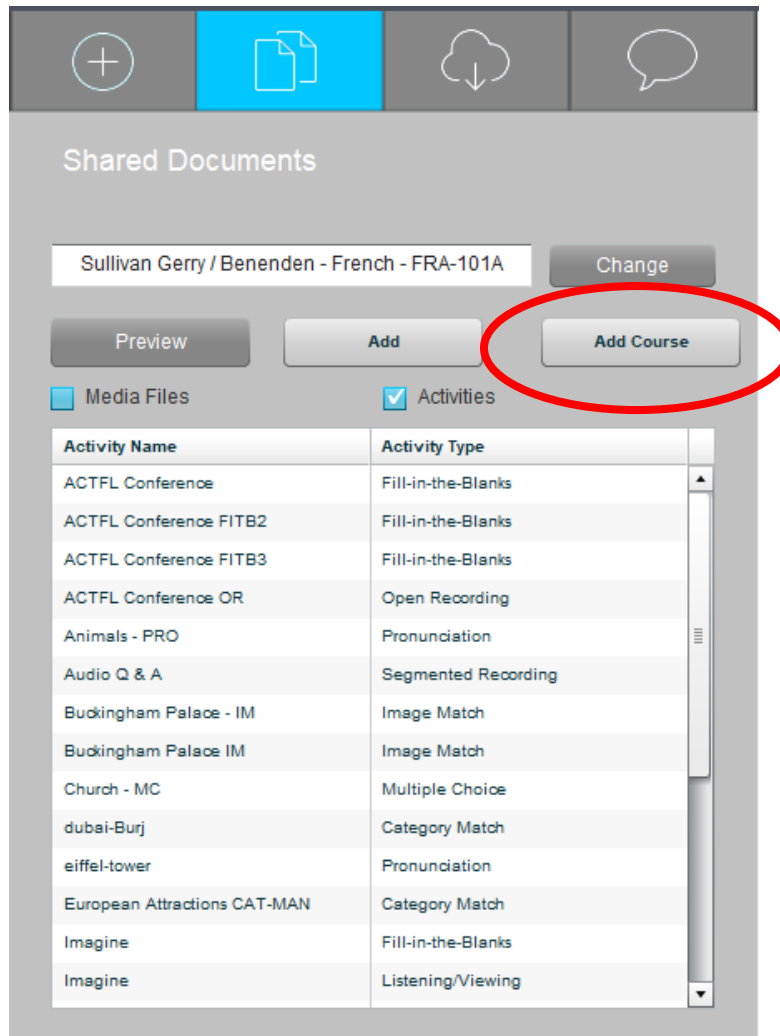 Shared Documents
Sullivan Gerry / Benenden - French - FRA-101A Change
Preview Add Add Course
Media Files Activities
Activity Name Activity Type
ACTFL Conference Fill-in-the-Blanks
ACTFL Conference FITB2 Fill-in-the-Blanks
ACTFL Conference FITB3 Fill-in-the-Blanks
ACTFL Conference OR Open Recording
Animals - PRO Pronunciation
Audio Q & A Segmented Recording
Buckingham Palace - IM Image Match
Buckingham Palace IM Image Match
Church - MC Multiple Choice
dubai-Burj Category Match
eiffel-tower Pronunciation
European Attractions CAT-MAN Category Match
Imagine Fill-in-the-Blanks
Imagine Listening/Viewing